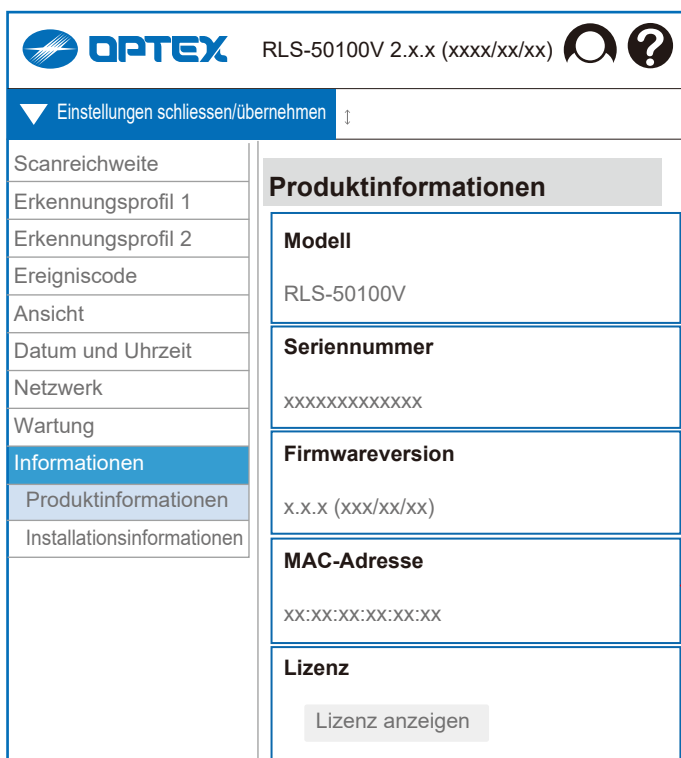 OPTEX RLS-50100V 2.x.x (xxxx/xx/xx) ?
Einstellungen schliessen/übernehmen
Scanreichweite
Erkennungsprofil 1
Erkennungsprofil 2
Ereigniscode
Ansicht
Datum und Uhrzeit
Netzwerk
Wartung
Informationen
Produktinformationen
Installationsinformationen
Produktinformationen
Modell
RLS-50100V
Seriennummer
xxxxxxxxxxxxx
Firmwareversion
x.x.x (xxx/xx/xx)
MAC-Adresse
xx:xx:xx:xx:xx:xx
Lizenz
Lizenz anzeigen